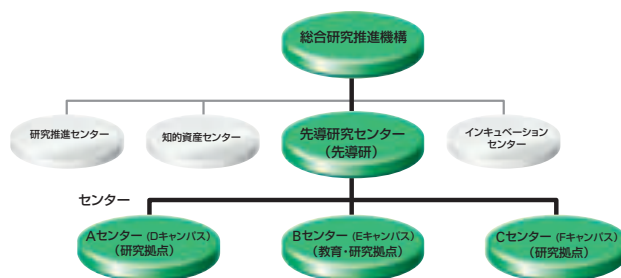 総合研究推進機構
研究推進センター
知的資産センター
先導研究センター
(先導研)
インキュベーション
センター
センター
Aセンター (Dキャンパス)
(研究拠点)
Bセンター (Eキャンパス)
(教育・研究拠点)
Cセンター (Fキャンパス)
(研究拠点)